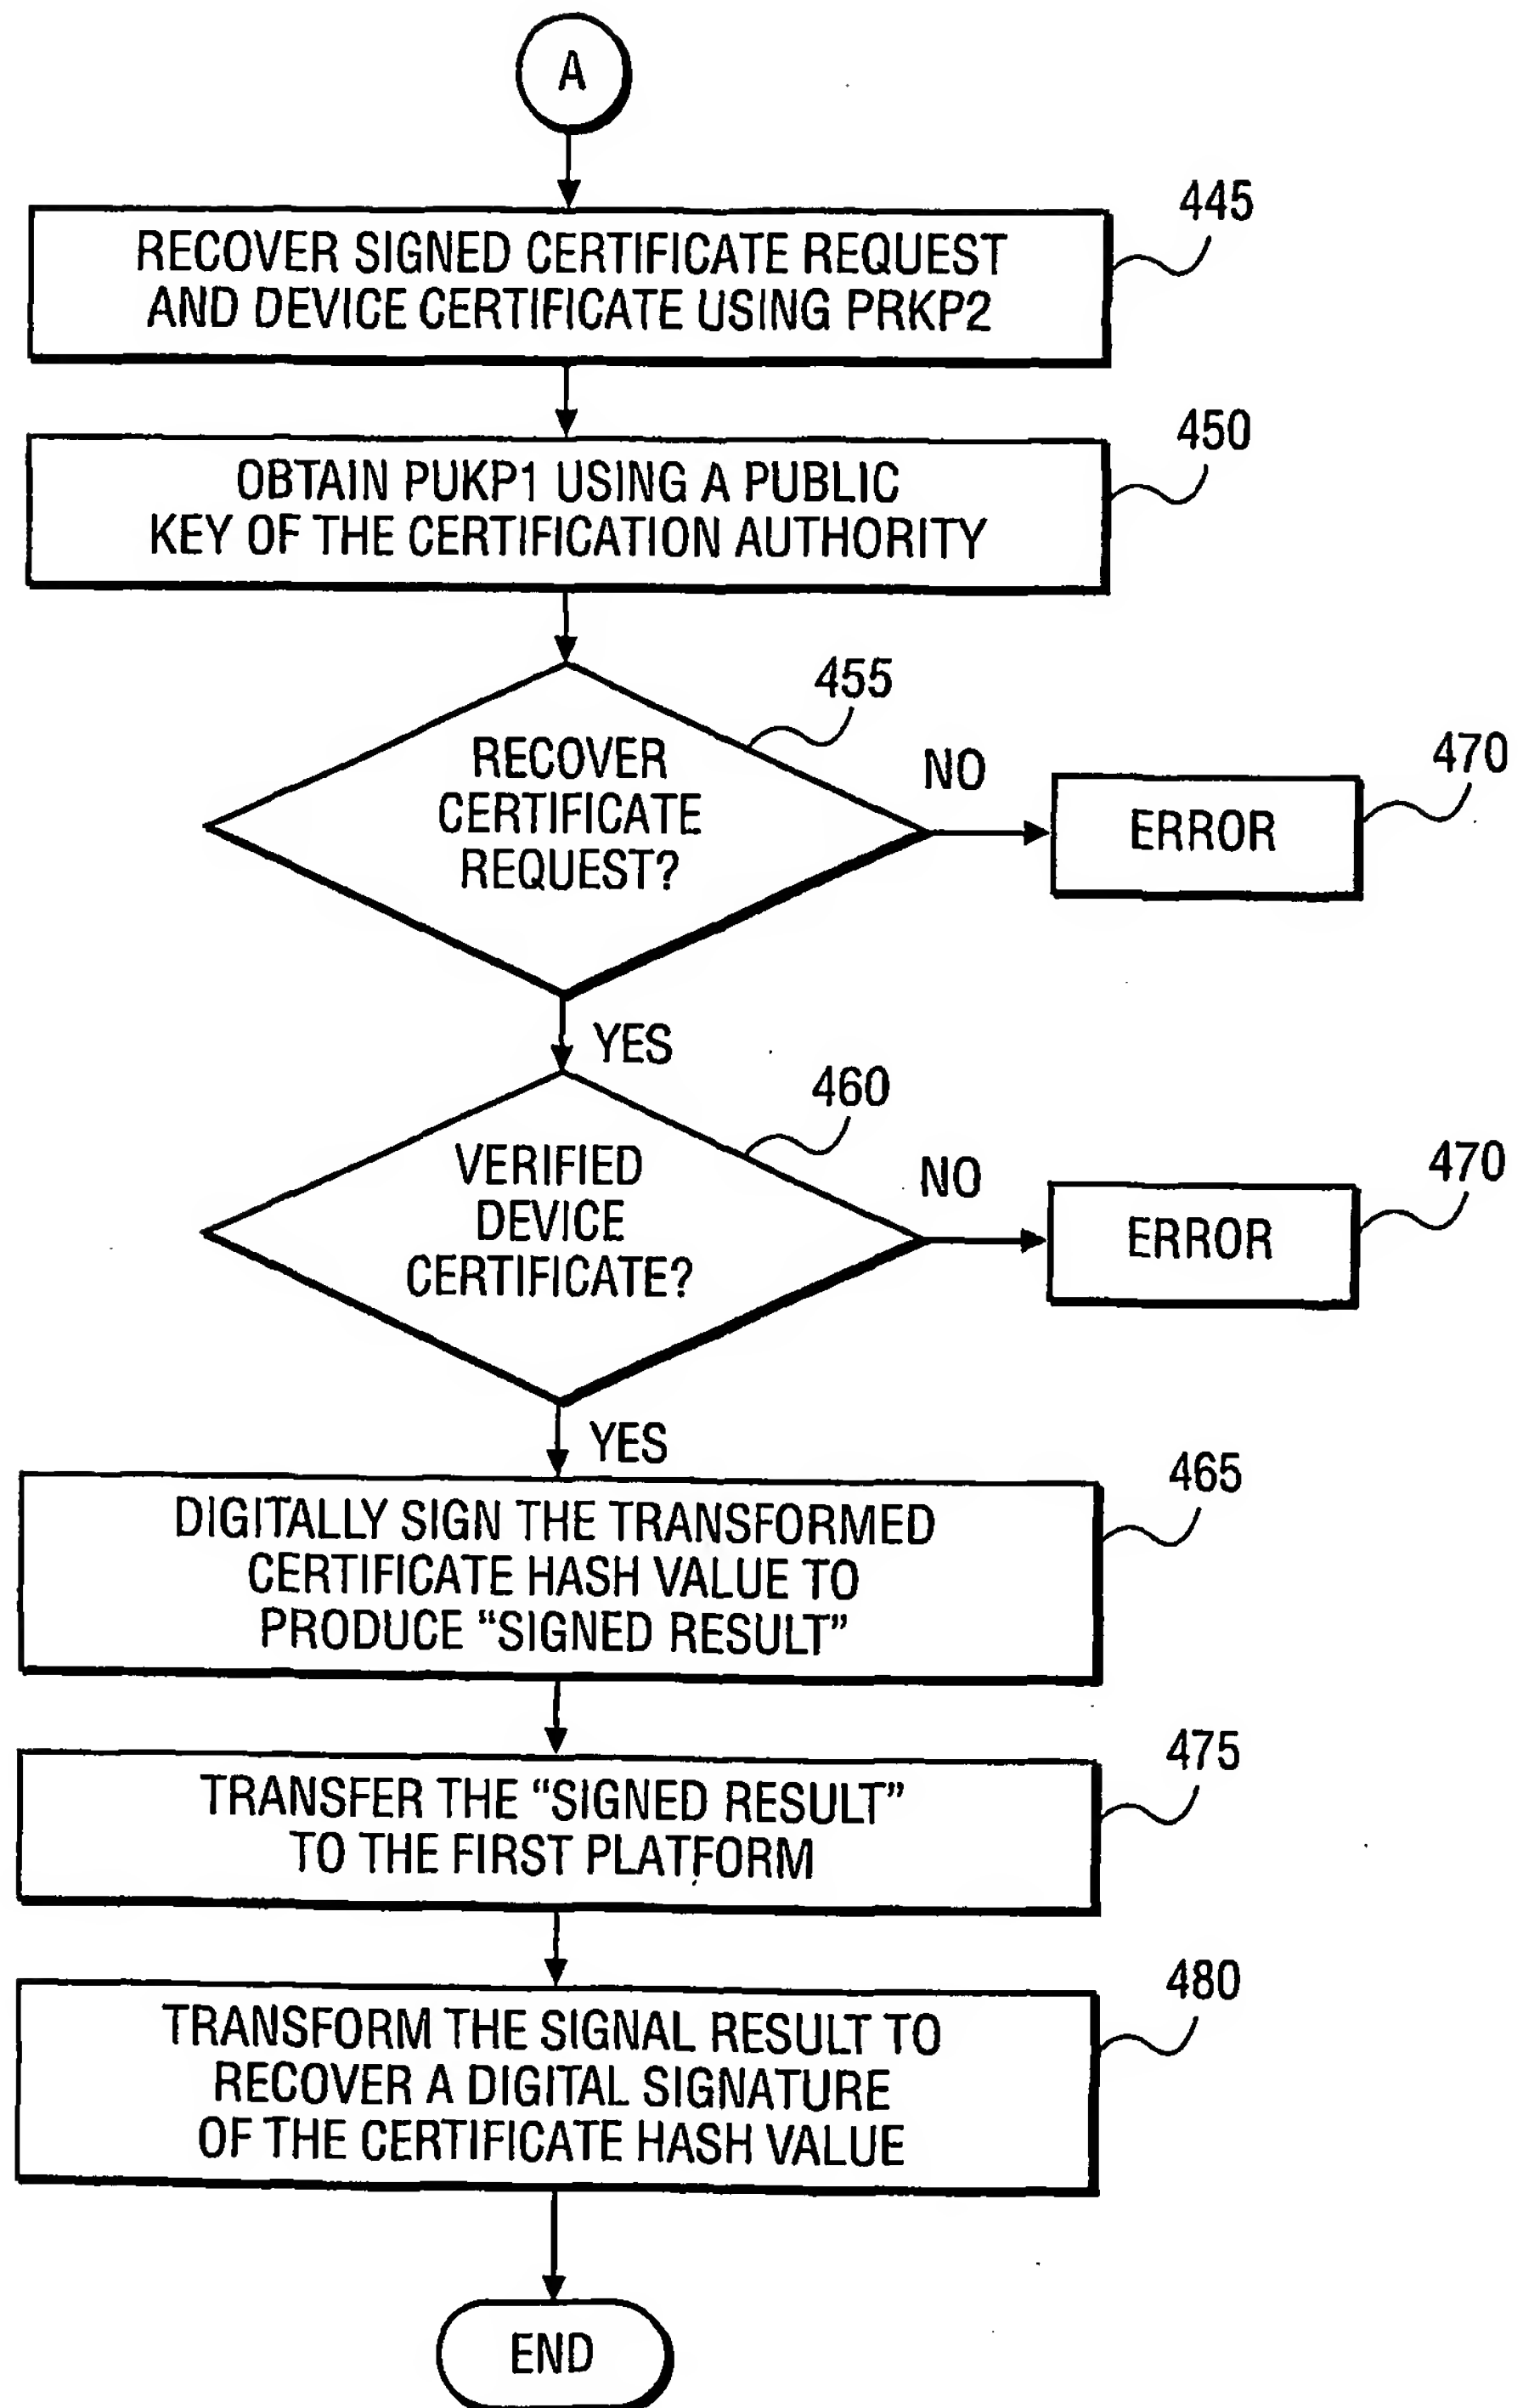 A
445
RECOVER SIGNED CERTIFICATE REQUEST
AND DEVICE CERTIFICATE USING PRKP2
450
OBTAIN PUKP1 USING A PUBLIC
KEY OF THE CERTIFICATION AUTHORITY
455
RECOVER
CERTIFICATE
REQUEST?
NO
470
ERROR
YES
460
VERIFIED
DEVICE
CERTIFICATE?
NO
470
ERROR
YES
465
DIGITALLY SIGN THE TRANSFORMED
CERTIFICATE HASH VALUE TO
PRODUCE “SIGNED RESULT”
475
TRANSFER THE “SIGNED RESULT”
TO THE FIRST PLATFORM
480
TRANSFORM THE SIGNAL RESULT TO
RECOVER A DIGITAL SIGNATURE
OF THE CERTIFICATE HASH VALUE
END